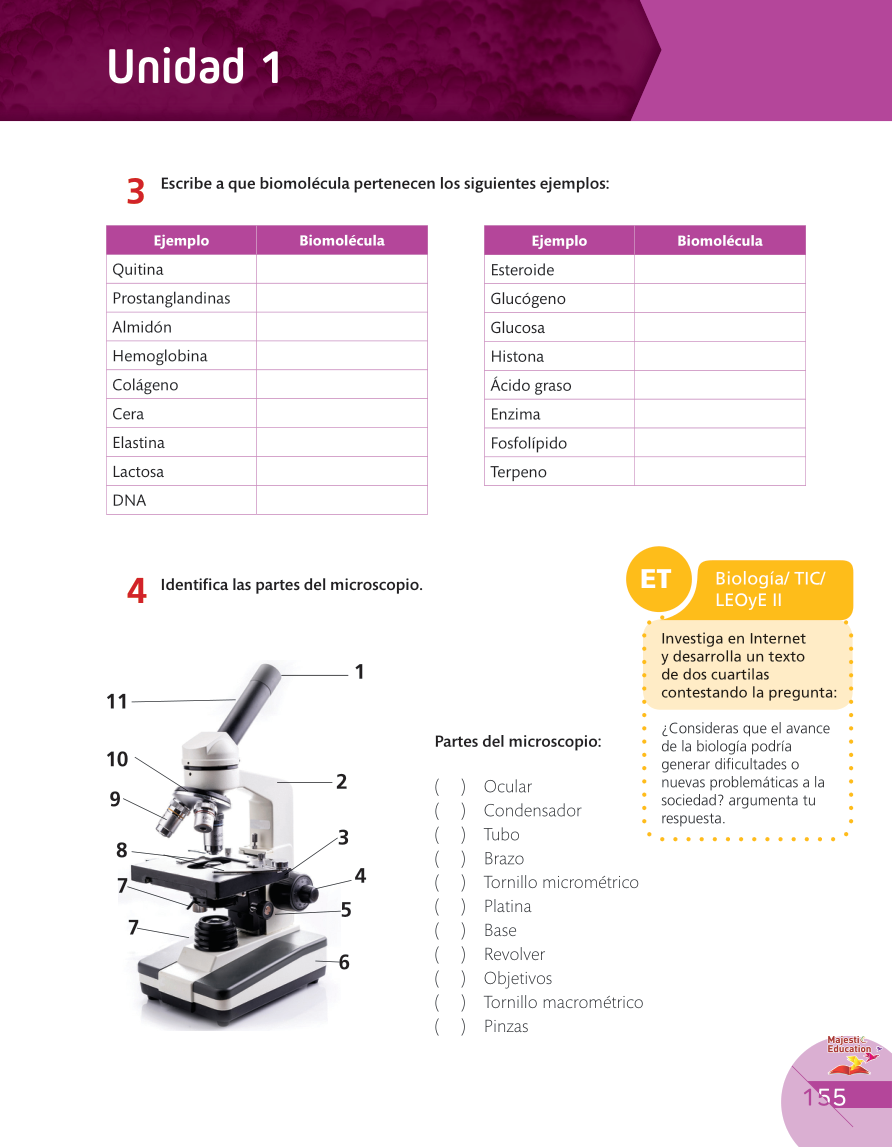 Unidad 1
3 Escribe a que biomolécula pertenecen los siguientes ejemplos:
Ejemplo Biomolécula
Quitina
Prostanglandinas
Almidón
Hemoglobina
Colágeno
Cera
Elastina
Lactosa
DNA
Ejemplo Biomolécula
Esteroide
Glucógeno
Glucosa
Histona
Ácido graso
Enzima
Fosfolípido
Terpeno
4 Identifica las partes del microscopio.
1
11
10
2
9
3
8
4
7
5
7
6
Partes del microscopio:
( ) Ocular
( ) Condensador
( ) Tubo
( ) Brazo
( ) Tornillo micrométrico
( ) Platina
( ) Base
( ) Revolver
( ) Objetivos
( ) Tornillo macrométrico
( ) Pinzas
ET
Biología/ TIC/
LEOyE II
Investiga en Internet
y desarrolla un texto
de dos cuartilas
contestando la pregunta:
¿Consideras que el avance
de la biología podría
generar dificultades o
nuevas problemáticas a la
sociedad? argumenta tu
respuesta.
Majestic
Education
155